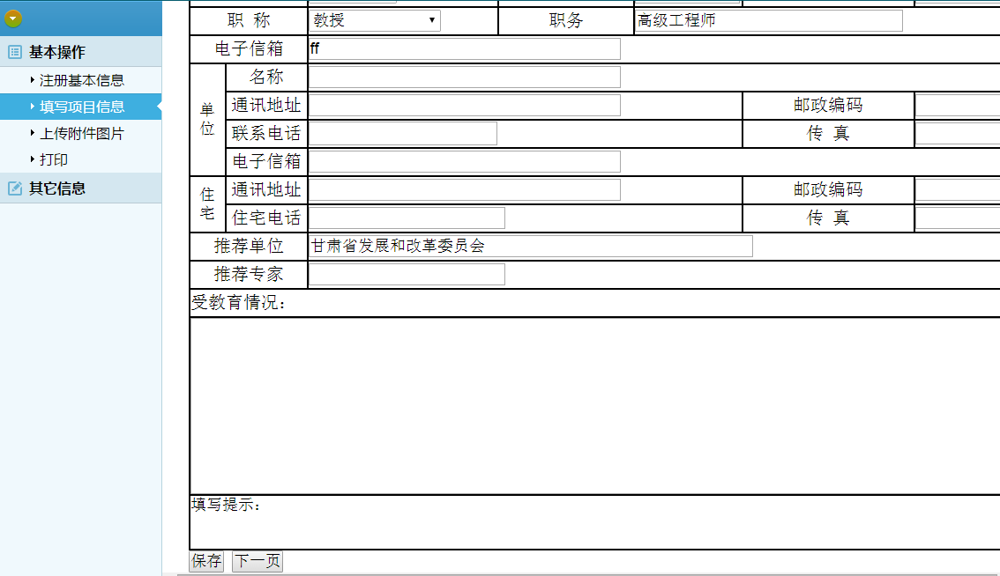 基本操作
注册基本信息
填写项目信息
上传附件图片
打印
其它信息
职 称 教授 职务 高级工程师
电子信箱 ff
单位
名称
通讯地址 邮政编码
联系电话 传 真
电子信箱
住宅
通讯地址 邮政编码
住宅电话 传 真
推荐单位 甘肃省发展和改革委员会
推荐专家
受教育情况：
填写提示：
保存 下一页